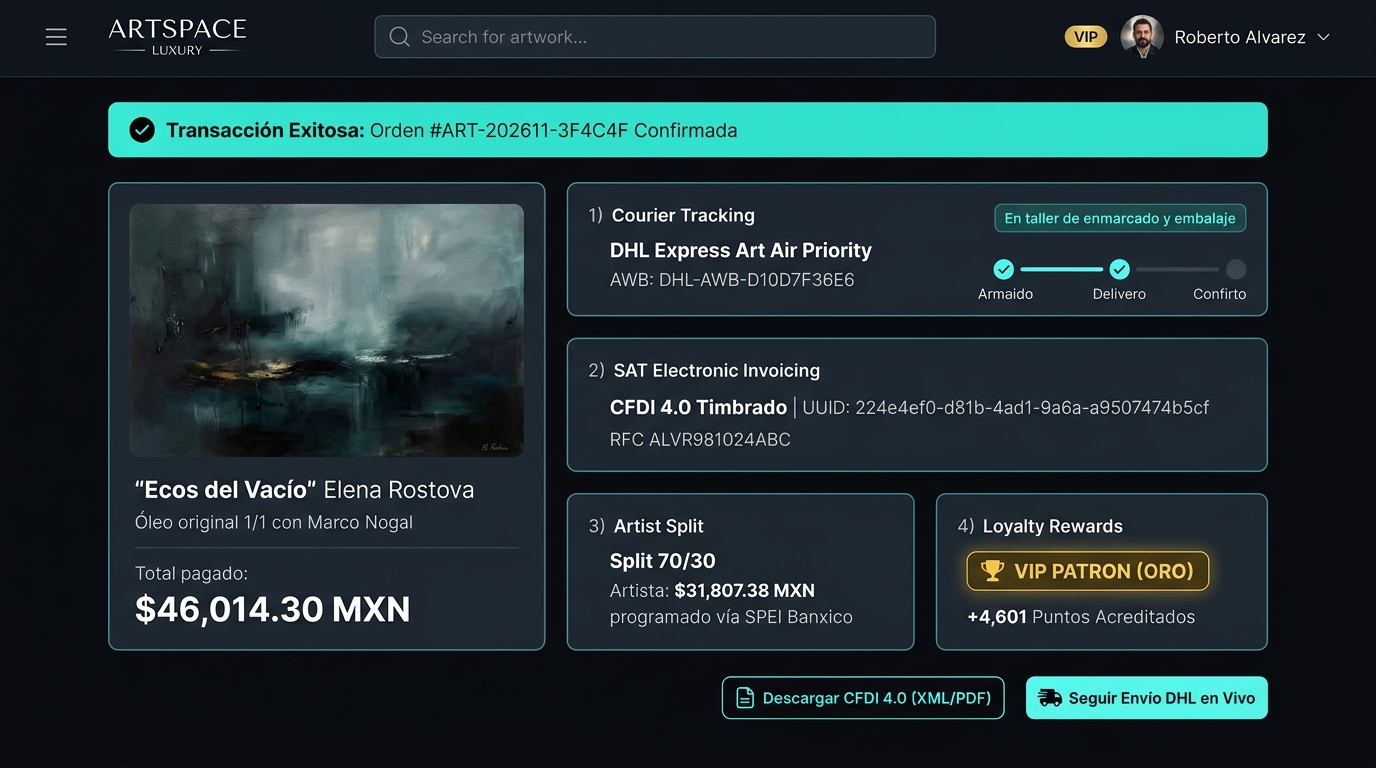 ARTSPACE
LUXURY
Search for artwork...
VIP
Roberto Alvarez
Transacción Exitosa: Orden #ART-202611-3F4C4F Confirmada
“Ecos del Vacío” Elena Rostova
Óleo original 1/1 con Marco Nogal
Total pagado:
$46,014.30 MXN
1) Courier Tracking
DHL Express Art Air Priority
AWB: DHL-AWB-D10D7F36E6
En taller de enmarcado y embalaje
Armaido Delivero Confirto
2) SAT Electronic Invoicing
CFDI 4.0 Timbrado | UUID: 224e4ef0-d81b-4ad1-9a6a-a9507474b5cf
RFC ALVR981024ABC
3) Artist Split
Split 70/30
Artista: $31,807.38 MXN
programado vía SPEI Banxico
4) Loyalty Rewards
VIP PATRON (ORO)
+4,601 Puntos Acreditados
Descargar CFDI 4.0 (XML/PDF)
Seguir Envío DHL en Vivo